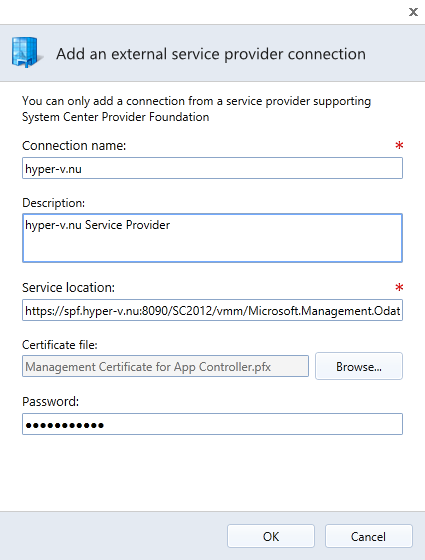 Add an external service provider connection
You can only add a connection from a service provider supporting
System Center Provider Foundation
Connection name:
*
hyper-v.nu
Description:
hyper-v.nu Service Provider
Service location:
*
https://spf.hyper-v.nu:8090/SC2012/vmm/Microsoft.Management.Odat
Certificate file:
Management Certificate for App Controller.pfx
Browse...
Password:
●●●●●●●●●●●
OK
Cancel